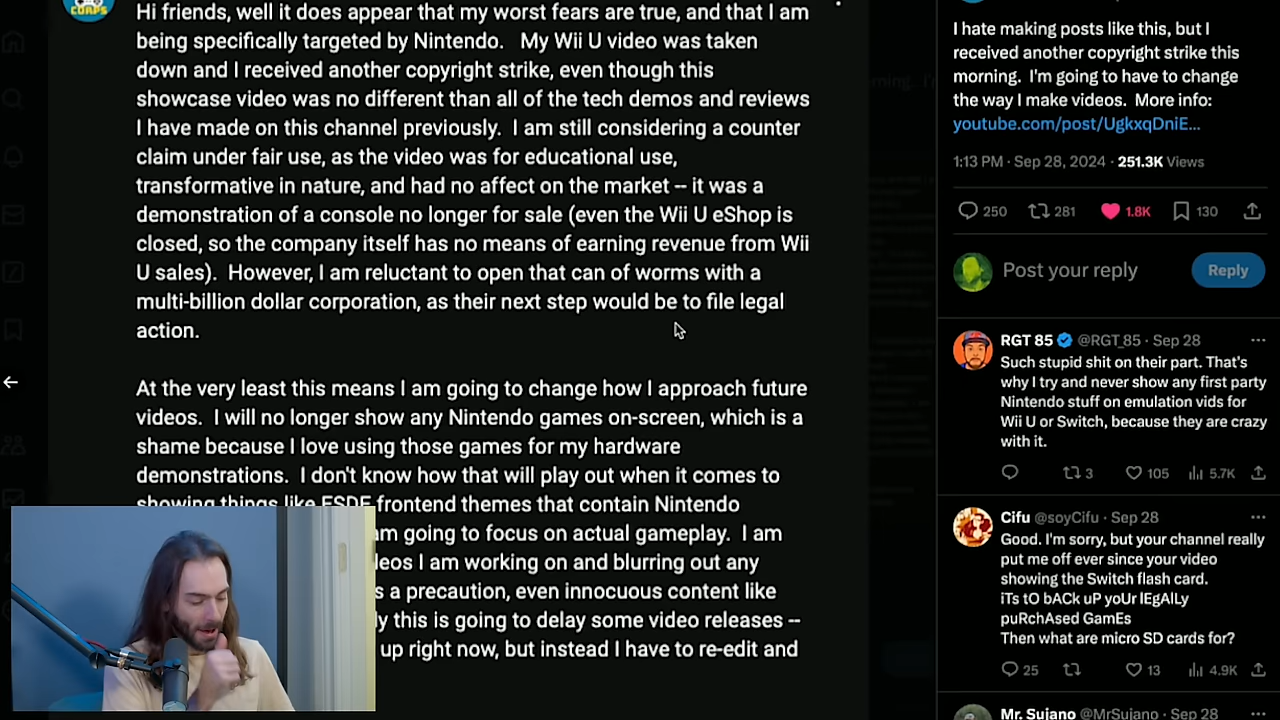 CORPS
Hi friends, well it does appear that my worst fears are true, and that I am
being specifically targeted by Nintendo.   My Wii U video was taken
down and I received another copyright strike, even though this
showcase video was no different than all of the tech demos and reviews
I have made on this channel previously.  I am still considering a counter
claim under fair use, as the video was for educational use,
transformative in nature, and had no affect on the market -- it was a
demonstration of a console no longer for sale (even the Wii U eShop is
closed, so the company itself has no means of earning revenue from Wii
U sales).  However, I am reluctant to open that can of worms with a
multi-billion dollar corporation, as their next step would be to file legal
action.
At the very least this means I am going to change how I approach future
videos.  I will no longer show any Nintendo games on-screen, which is a
shame because I love using those games for my hardware
demonstrations.  I don't know how that will play out when it comes to
showing things like ESDE frontend themes that contain Nintendo
am going to focus on actual gameplay.  I am
deos I am working on and blurring out any
s a precaution, even innocuous content like
ly this is going to delay some video releases --
up right now, but instead I have to re-edit and
I hate making posts like this, but I
received another copyright strike this
morning.  I'm going to have to change
the way I make videos.  More info:
youtube.com/post/UgkxqDniE...
1:13 PM · Sep 28, 2024 · 251.3K Views
250 281 1.8K 130
Post your reply Reply
RGT 85 @RGT_85 · Sep 28
Such stupid shit on their part. That's
why I try and never show any first party
Nintendo stuff on emulation vids for
Wii U or Switch, because they are crazy
with it.
3 105 5.7K
Cifu @soyCifu · Sep 28
Good. I'm sorry, but your channel really
put me off ever since your video
showing the Switch flash card.
iTs tO bACk uP yoUr lEgAlLy
puRchAsed GamEs
Then what are micro SD cards for?
25 13 4.9K
Mr. Sujano @MrSujano · Sep 28